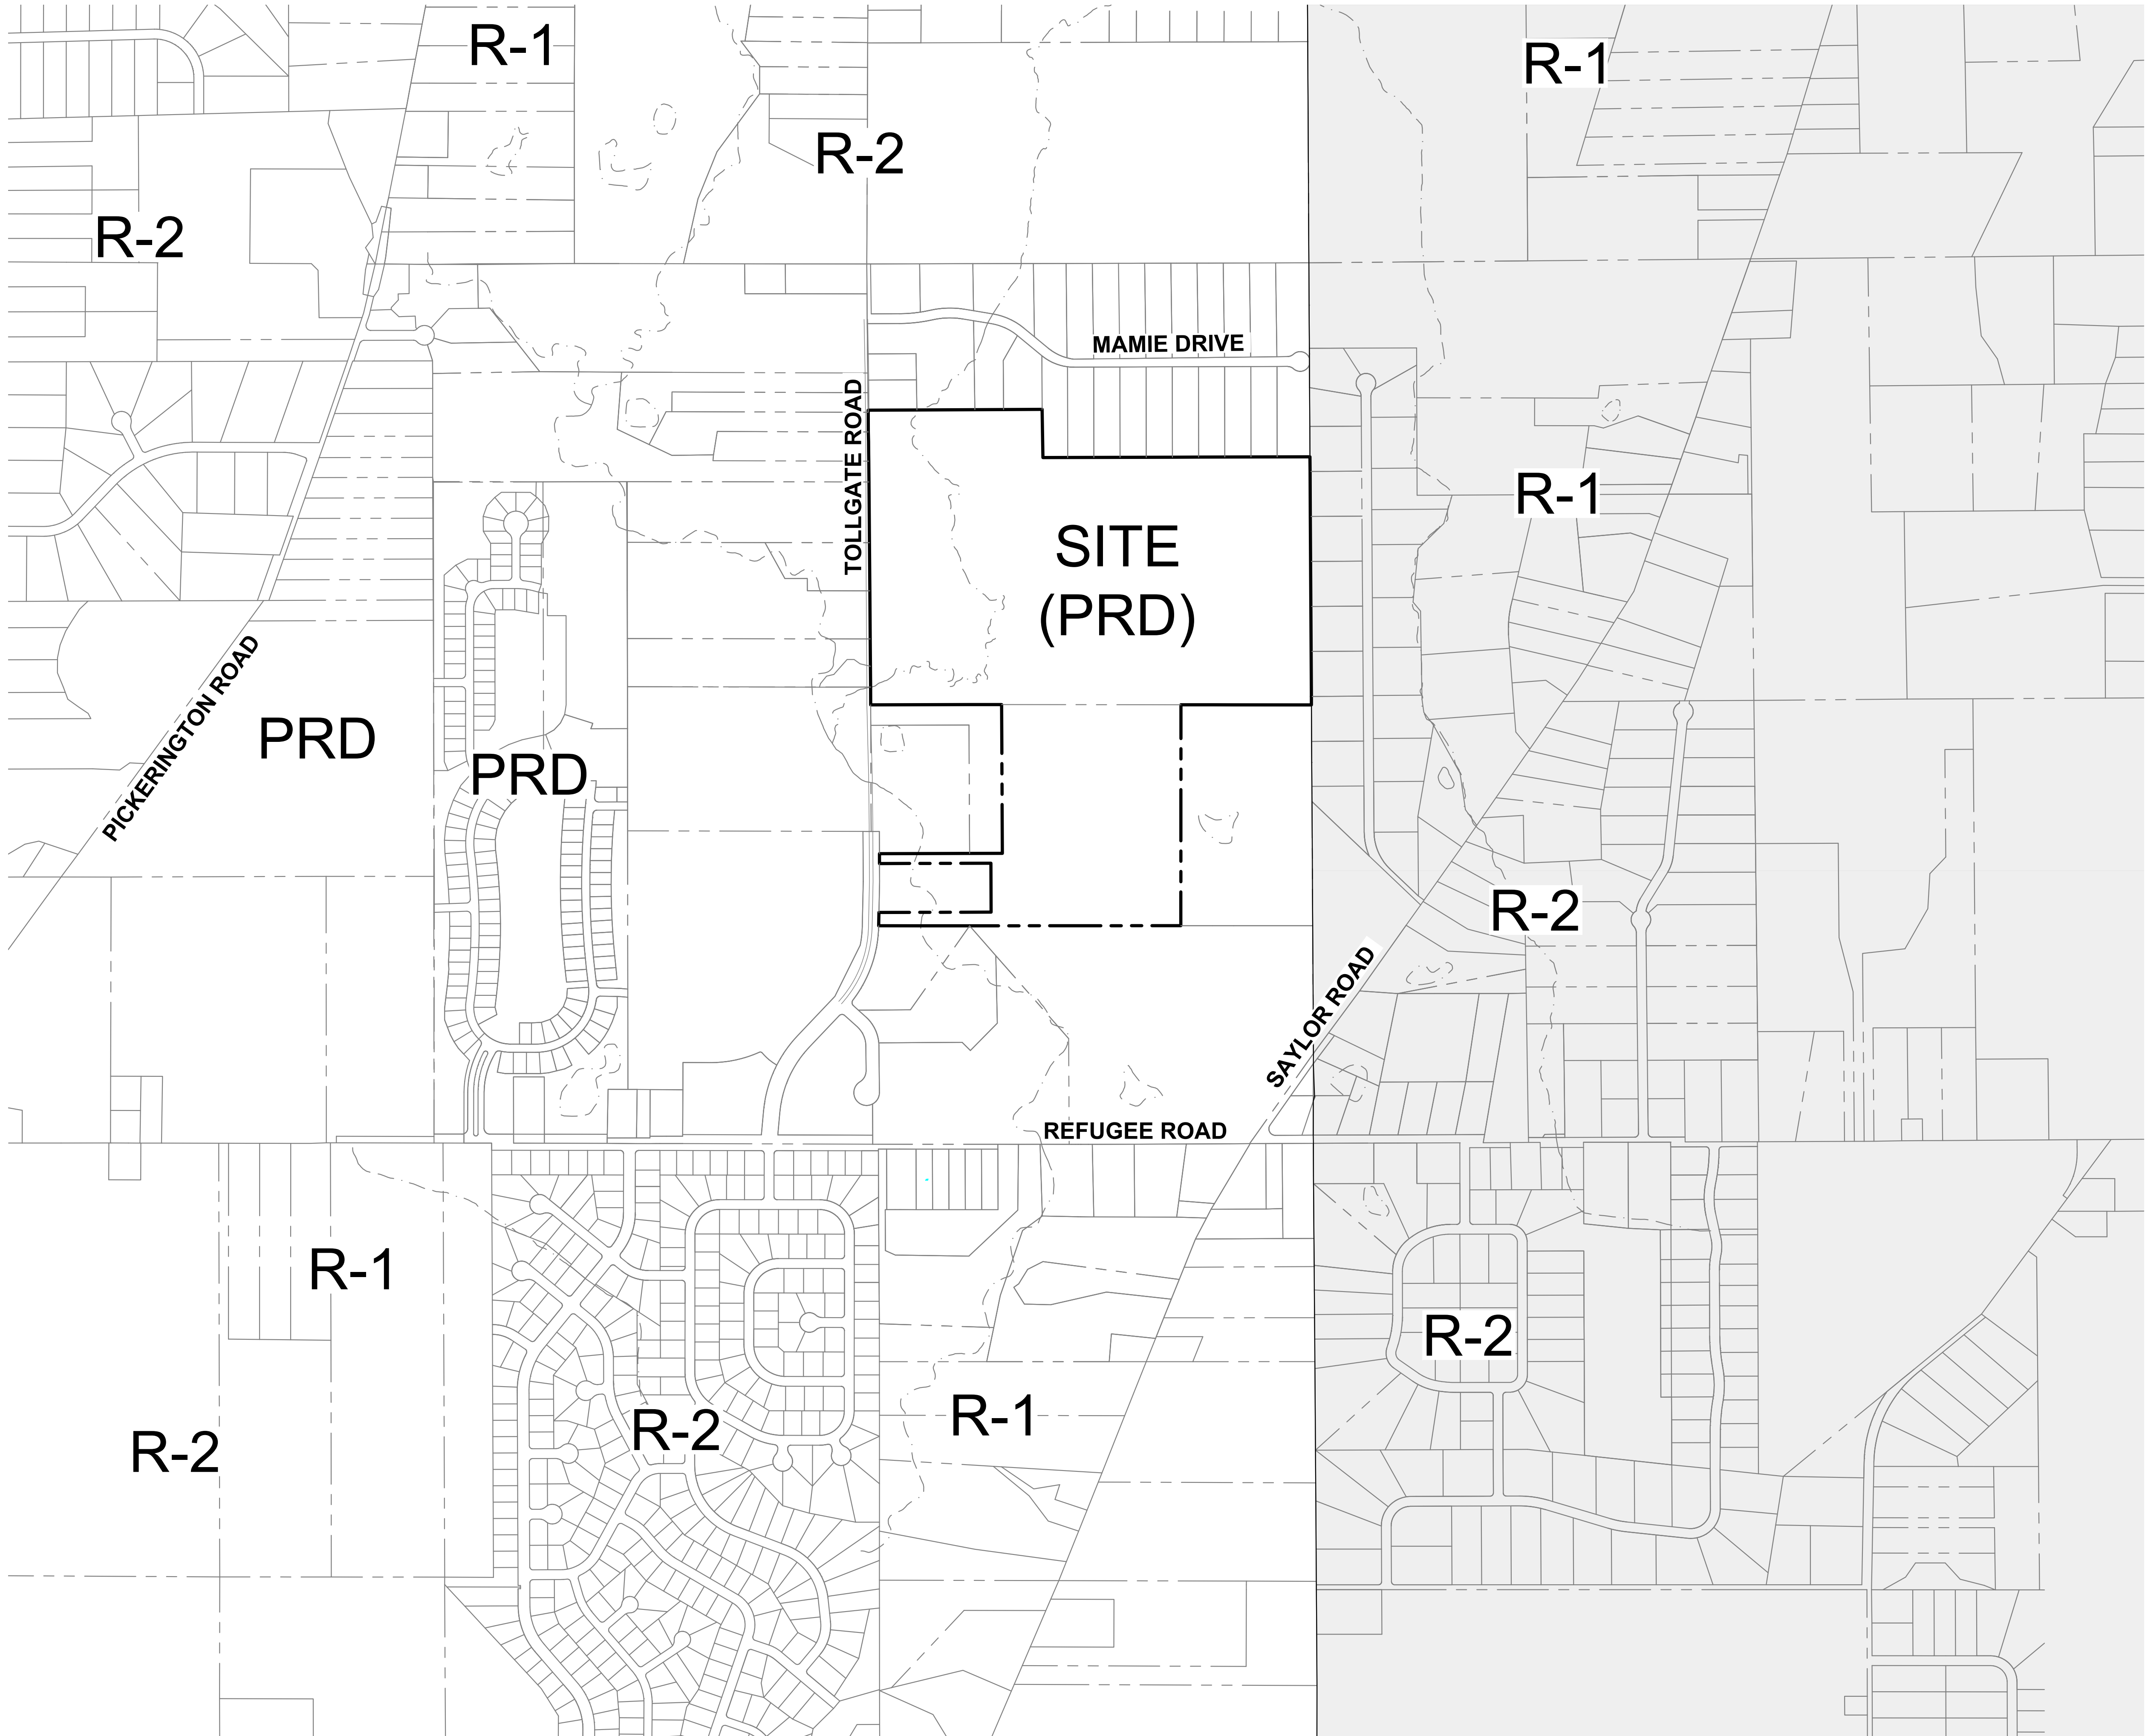 R-1
R-1
R-2
R-2
MAMIE DRIVE
TOLLGATE ROAD
R-1
SITE
(PRD)
PICKERINGTON ROAD
PRD
PRD
R-2
SAYLOR ROAD
REFUGEE ROAD
R-1
R-2
R-1
R-2
R-2